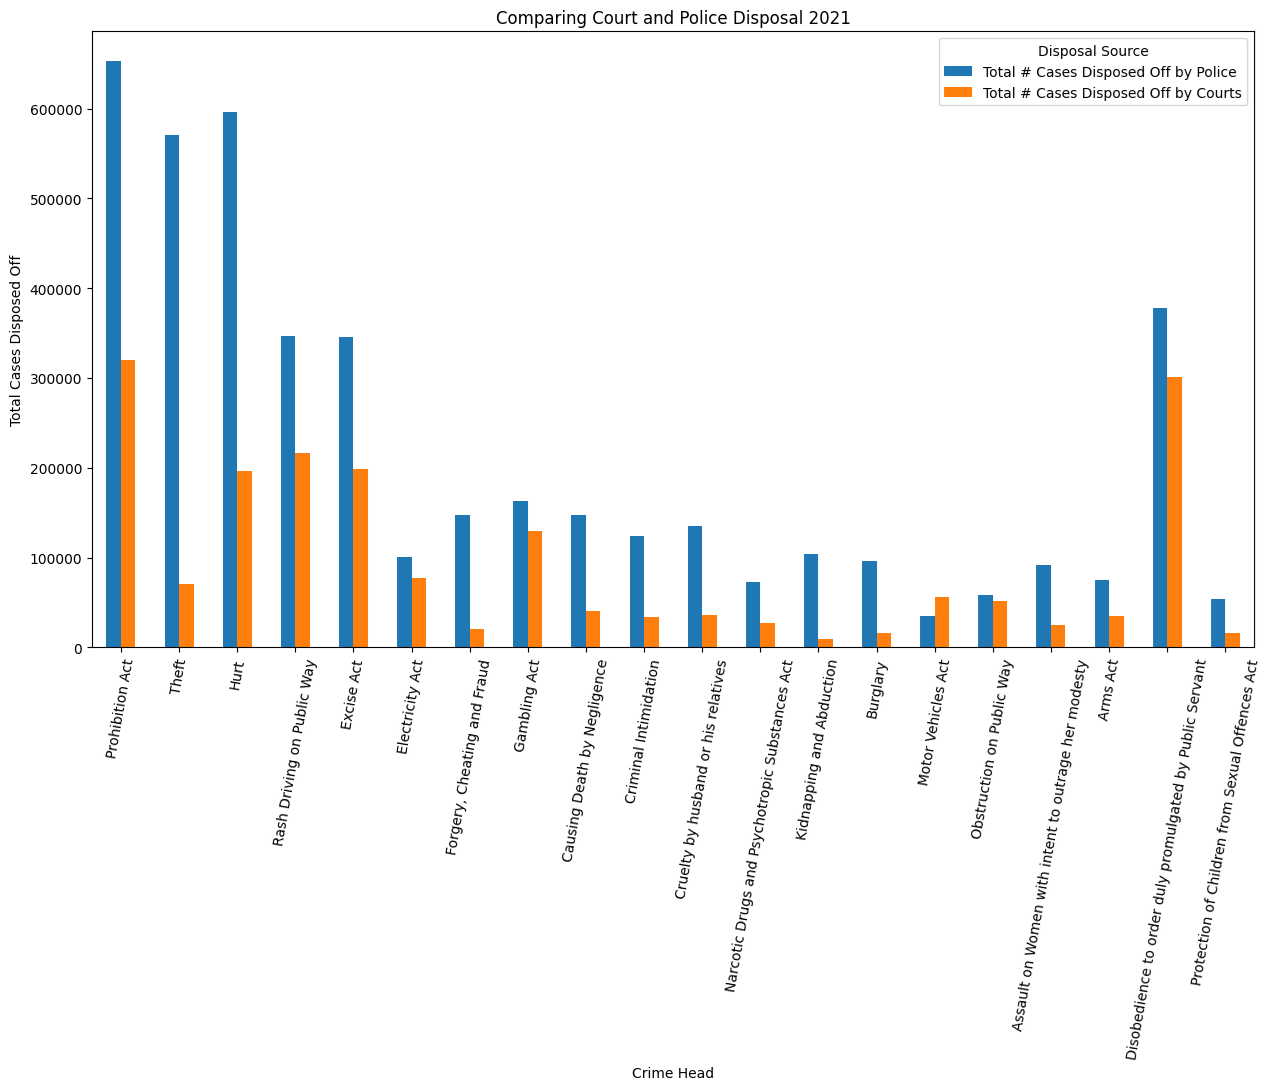 Comparing Court and Police Disposal 2021
Disposal Source
Total # Cases Disposed Off by Police
Total # Cases Disposed Off by Courts
Total Cases Disposed Off
600000
500000
400000
300000
200000
100000
0
Prohibition Act
Theft
Hurt
Rash Driving on Public Way
Excise Act
Electricity Act
Forgery, Cheating and Fraud
Gambling Act
Causing Death by Negligence
Criminal Intimidation
Cruelty by husband or his relatives
Narcotic Drugs and Psychotropic Substances Act
Kidnapping and Abduction
Burglary
Motor Vehicles Act
Obstruction on Public Way
Assault on Women with intent to outrage her modesty
Arms Act
Disobedience to order duly promulgated by Public Servant
Protection of Children from Sexual Offences Act
Crime Head